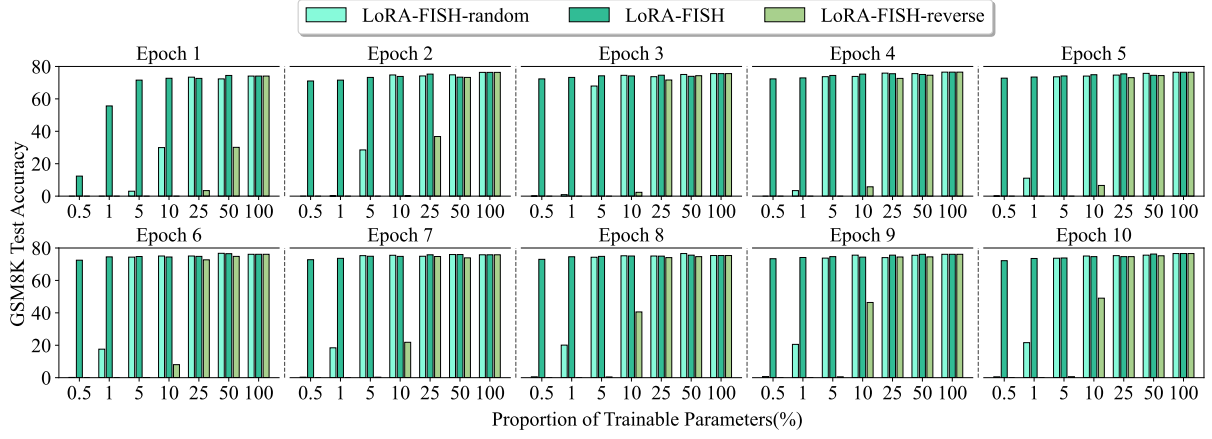 LoRA-FISH-random LoRA-FISH LoRA-FISH-reverse
Epoch 1 Epoch 2 Epoch 3 Epoch 4 Epoch 5
80
60
40
20
0
0.5 1 5 10 25 50 100 0.5 1 5 10 25 50 100 0.5 1 5 10 25 50 100 0.5 1 5 10 25 50 100 0.5 1 5 10 25 50 100
Epoch 6 Epoch 7 Epoch 8 Epoch 9 Epoch 10
80
60
40
20
0
0.5 1 5 10 25 50 100 0.5 1 5 10 25 50 100 0.5 1 5 10 25 50 100 0.5 1 5 10 25 50 100 0.5 1 5 10 25 50 100
GSM8K Test Accuracy
Proportion of Trainable Parameters(%)